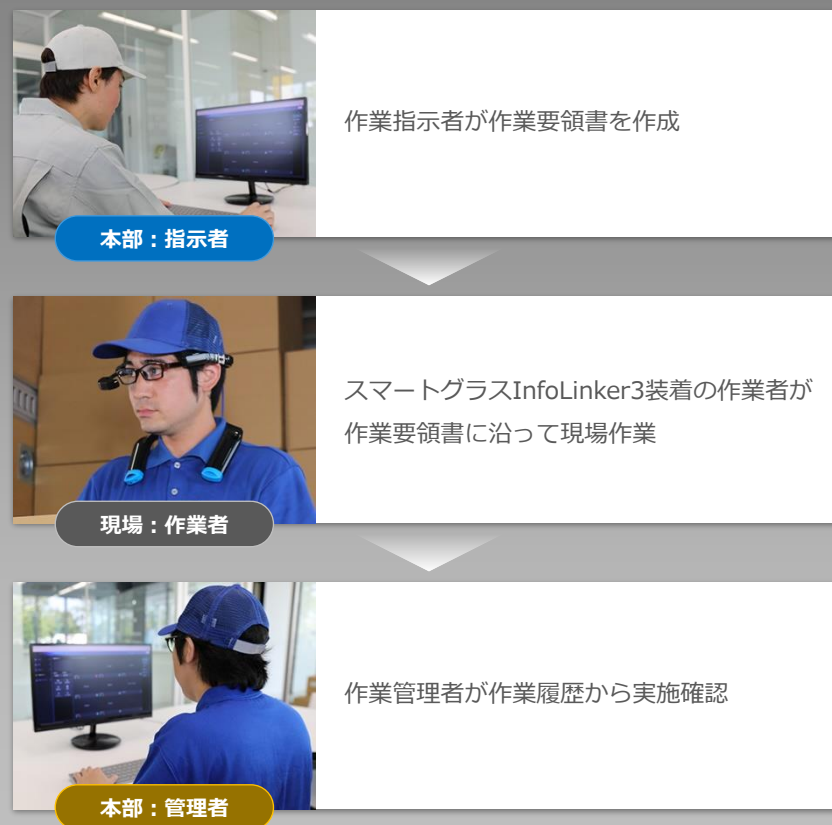 作業指示者が作業要領書を作成
本部：指示者
スマートグラスInfoLinker3装着の作業者が
作業要領書に沿って現場作業
現場：作業者
作業管理者が作業履歴から実施確認
本部：管理者